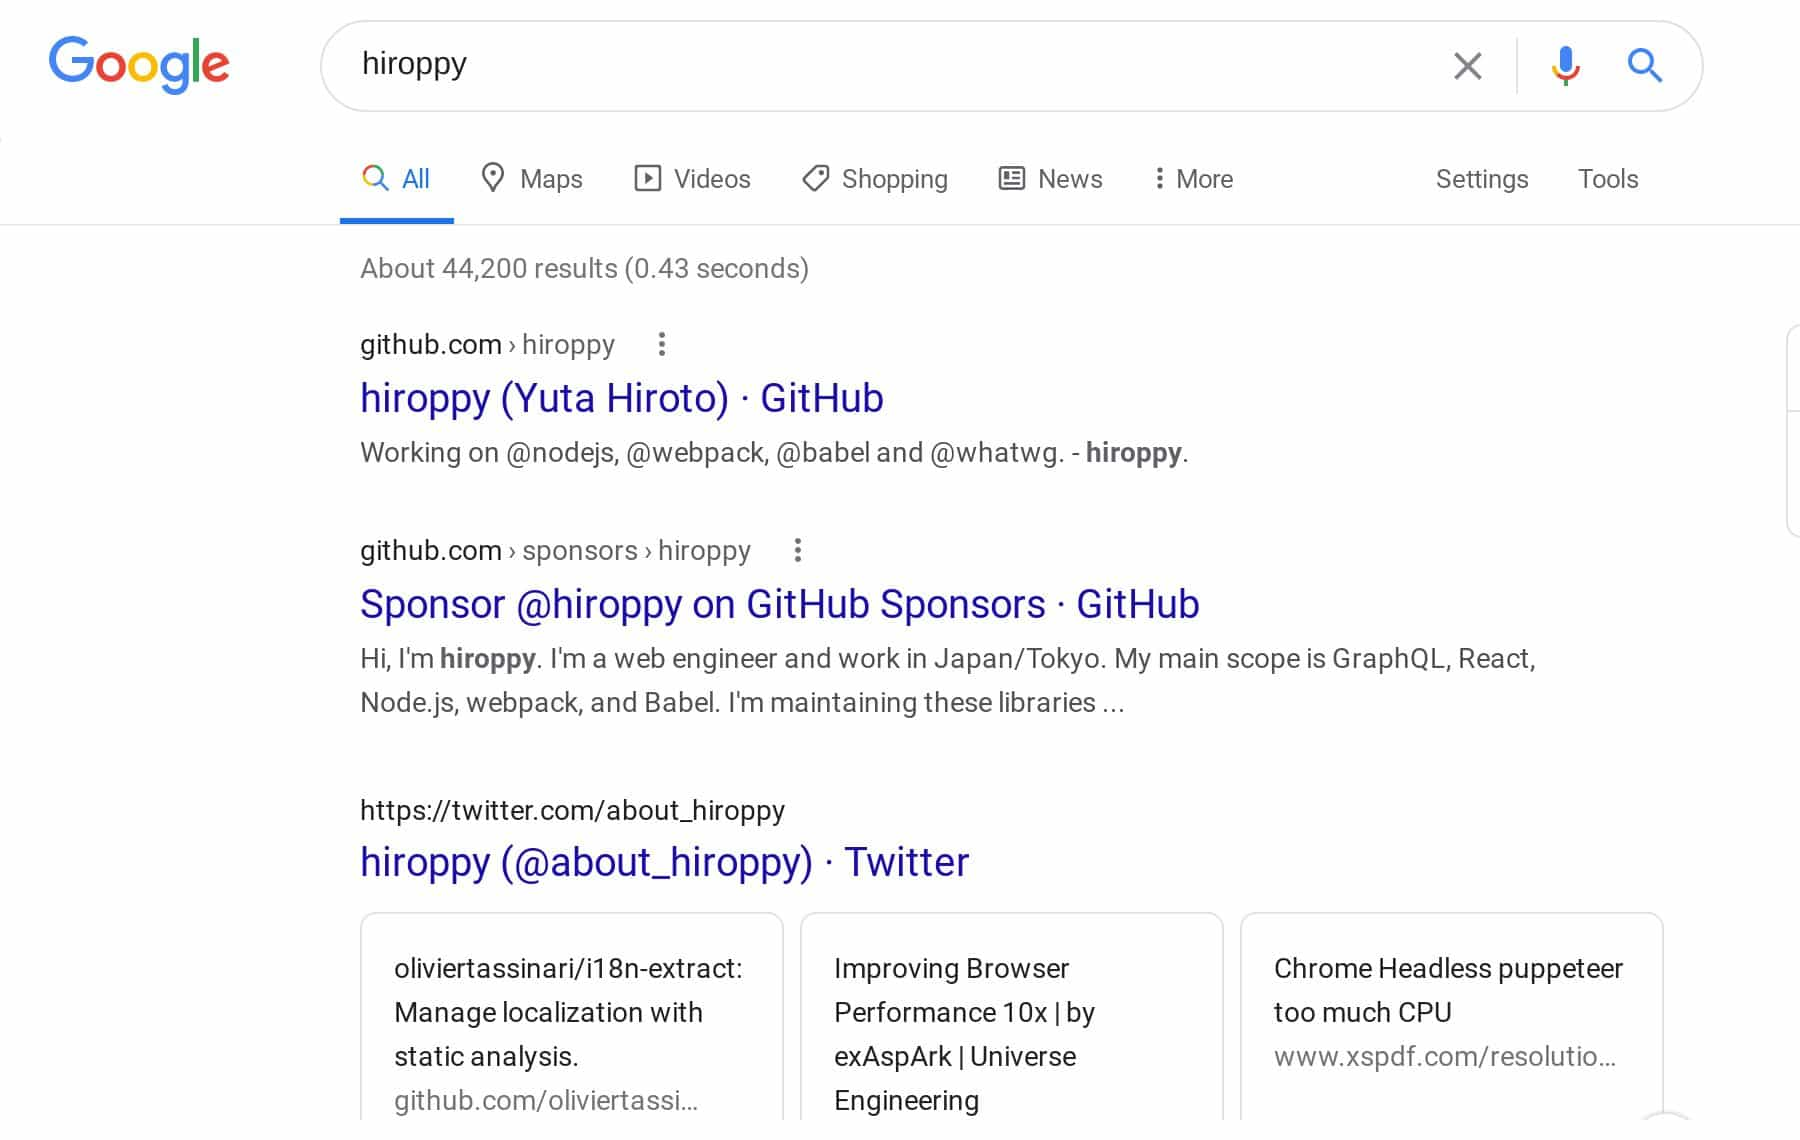 Google
hiroppy
All Maps Videos Shopping News More Settings Tools
About 44,200 results (0.43 seconds)
github.com › hiroppy
hiroppy (Yuta Hiroto) · GitHub
Working on @nodejs, @webpack, @babel and @whatwg. - hiroppy.
github.com › sponsors › hiroppy
Sponsor @hiroppy on GitHub Sponsors · GitHub
Hi, I'm hiroppy. I'm a web engineer and work in Japan/Tokyo. My main scope is GraphQL, React,
Node.js, webpack, and Babel. I'm maintaining these libraries ...
https://twitter.com/about_hiroppy
hiroppy (@about_hiroppy) · Twitter
oliviertassinari/i18n-extract:
Manage localization with
static analysis.
github.com/oliviertassi...
Improving Browser
Performance 10x | by
exAspArk | Universe
Engineering
Chrome Headless puppeteer
too much CPU
www.xspdf.com/resolutio...